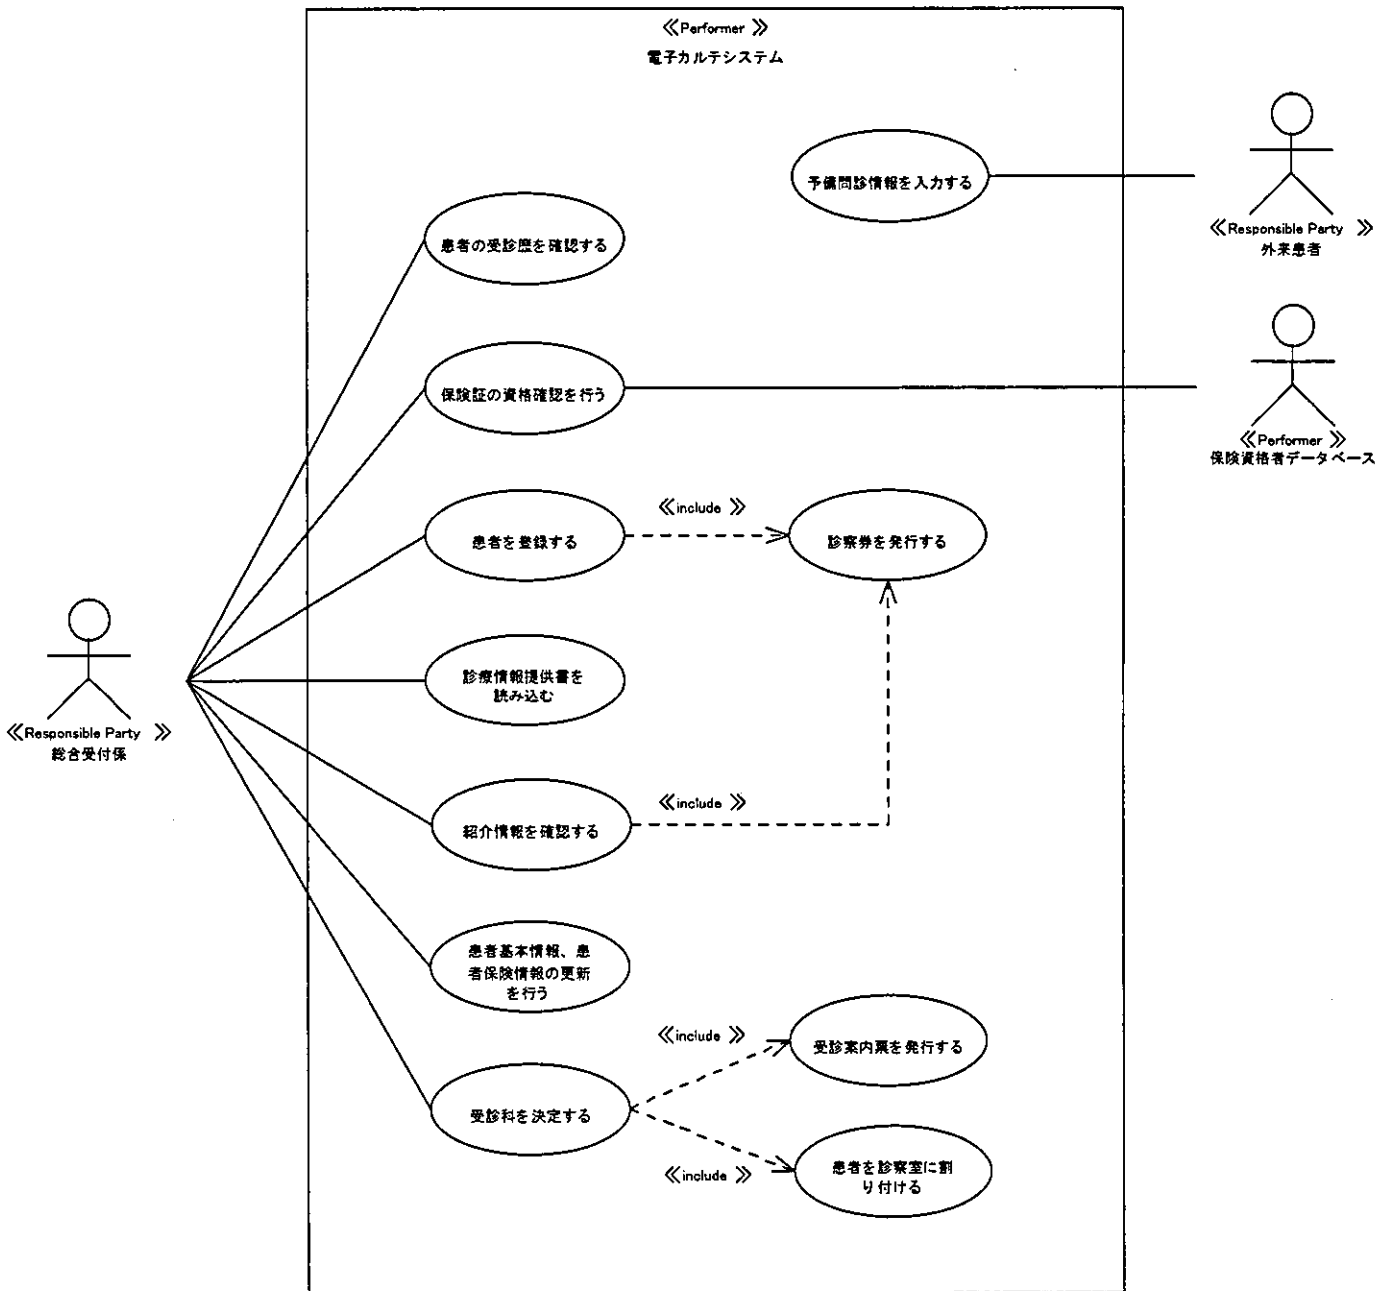 ≪Performer ≫
電子カルテシステム
予備問診情報を入力する
≪Responsible Party ≫
外来患者
患者の受診歴を確認する
保険証の資格確認を行う
≪Performer ≫
保険資格者データベース
患者を登録する
≪include ≫
診察券を発行する
≪Responsible Party ≫
総合受付係
診療情報提供書を
読み込む
紹介情報を確認する
≪include ≫
患者基本情報、患
者保険情報の更新
を行う
受診科を決定する
≪include ≫
受診案内票を発行する
≪include ≫
患者を診察室に割
り付ける